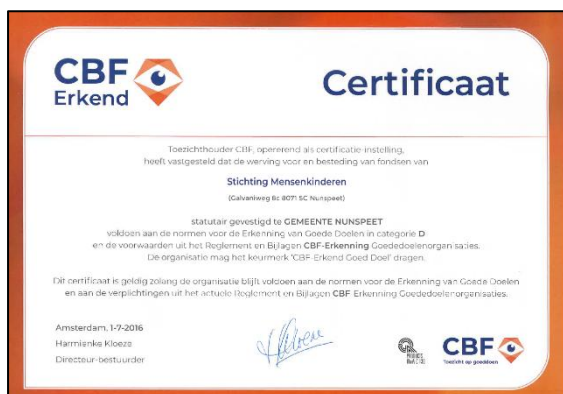 CBF
Erkend
Certificaat
Toezichthouder CBF, opererend als certificatie-instelling,
heeft vastgesteld dat de werving voor en besteding van fondsen van
Stichting Mensenkinderen
(Galvaniweg 8c 8071 SC Nunspeet)
statutair gevestigd te GEMEENTE NUNSPEET
voldoen aan de normen voor de Erkenning van Goede Doelen in categorie D
en de voorwaarden uit het Reglement en Bijlagen CBF-Erkenning Goededoelenorganisaties.
De organisatie mag het keurmerk 'CBF-Erkend Goed Doel' dragen.
Dit certificaat is geldig zolang de organisatie blijft voldoen aan de normen voor de Erkenning van Goede Doelen
en aan de verplichtingen uit het actuele Reglement en Bijlagen CBF Erkenning Goededoelenorganisaties.
Amsterdam, 1-7-2016
Harmienke Kloeze
Directeur-bestuurder
CBF
Toezicht op goeddoen